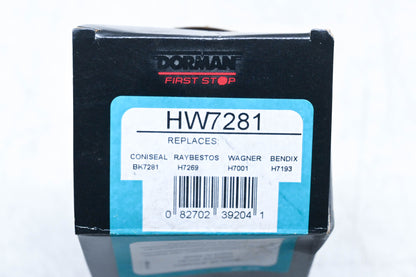 DORMAN
FIRST STOP
HW7281
REPLACES:
CONISEAL RAYBESTOS WAGNER BENDIX
BK7281 H7269 H7001 H7193
0 82702 39204 1